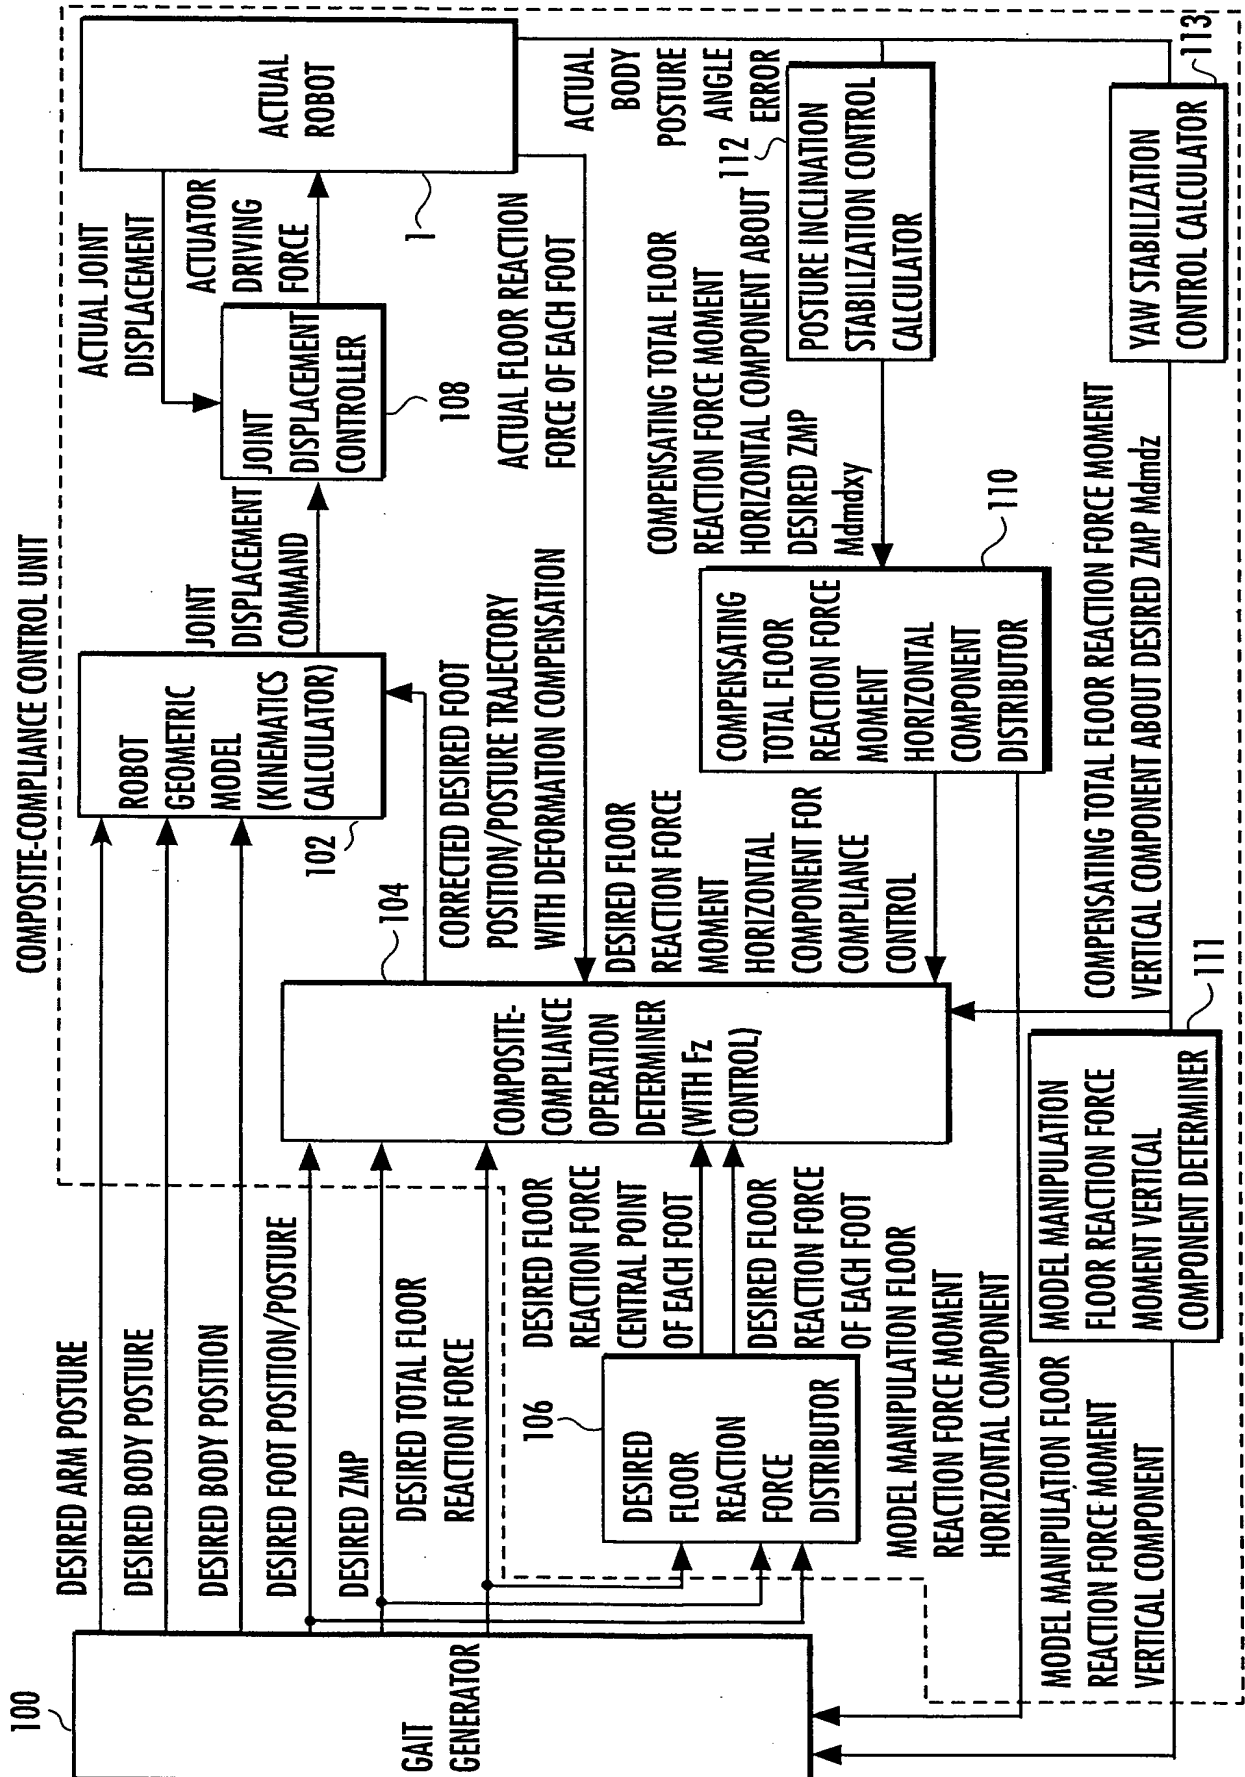 COMPOSITE-COMPLIANCE CONTROL UNIT
100
GAIT
GENERATOR
DESIRED ARM POSTURE
DESIRED BODY POSTURE
DESIRED BODY POSITION
DESIRED FOOT POSITION/POSTURE
DESIRED ZMP
DESIRED TOTAL FLOOR
REACTION FORCE
106
DESIRED
FLOOR
REACTION
FORCE
DISTRIBUTOR
DESIRED FLOOR
REACTION FORCE
CENTRAL POINT
OF EACH FOOT
DESIRED FLOOR
REACTION FORCE
OF EACH FOOT
MODEL MANIPULATION FLOOR
REACTION FORCE MOMENT
HORIZONTAL COMPONENT
MODEL MANIPULATION FLOOR
REACTION FORCE MOMENT
VERTICAL COMPONENT
104
COMPOSITE-
COMPLIANCE
OPERATION
DETERMINER
(WITH Fz
CONTROL)
111
MODEL MANIPULATION
FLOOR REACTION FORCE
MOMENT VERTICAL
COMPONENT DETERMINER
102
ROBOT
GEOMETRIC
MODEL
(KINEMATICS
CALCULATOR)
CORRECTED DESIRED FOOT
POSITION/POSTURE TRAJECTORY
WITH DEFORMATION COMPENSATION
DESIRED FLOOR
REACTION FORCE
MOMENT
HORIZONTAL
COMPONENT FOR
COMPLIANCE
CONTROL
JOINT
DISPLACEMENT
COMMAND
110
COMPENSATING
TOTAL FLOOR
REACTION FORCE
MOMENT
HORIZONTAL
COMPONENT
DISTRIBUTOR
COMPENSATING TOTAL FLOOR REACTION FORCE MOMENT
VERTICAL COMPONENT ABOUT DESIRED ZMP Mdmdz
108
JOINT
DISPLACEMENT
CONTROLLER
ACTUAL JOINT
DISPLACEMENT
ACTUATOR
DRIVING
FORCE
ACTUAL FLOOR REACTION
FORCE OF EACH FOOT
COMPENSATING TOTAL FLOOR
REACTION FORCE MOMENT
HORIZONTAL COMPONENT ABOUT
DESIRED ZMP
Mdmdxy
1
ACTUAL
ROBOT
ACTUAL
BODY
POSTURE
ANGLE
ERROR
112
POSTURE INCLINATION
STABILIZATION CONTROL
CALCULATOR
113
YAW STABILIZATION
CONTROL CALCULATOR